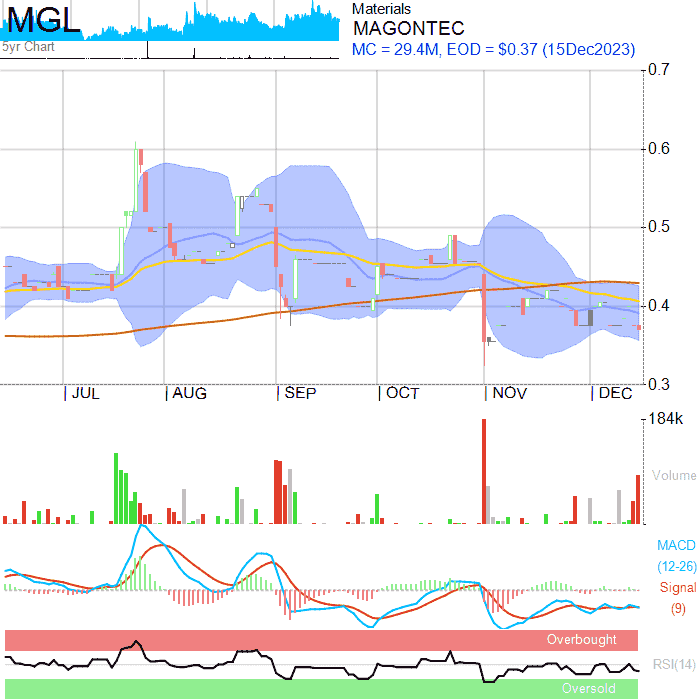 MGL
5yr Chart
Materials
MAGONTEC
MC = 29.4M, EOD = $0.37 (15Dec2023)
0.7
0.6
0.5
0.4
0.3
JUL AUG SEP OCT NOV DEC
184k
Volume
MACD
(12-26)
Signal
(9)
Overbought
RSI(14)
Oversold